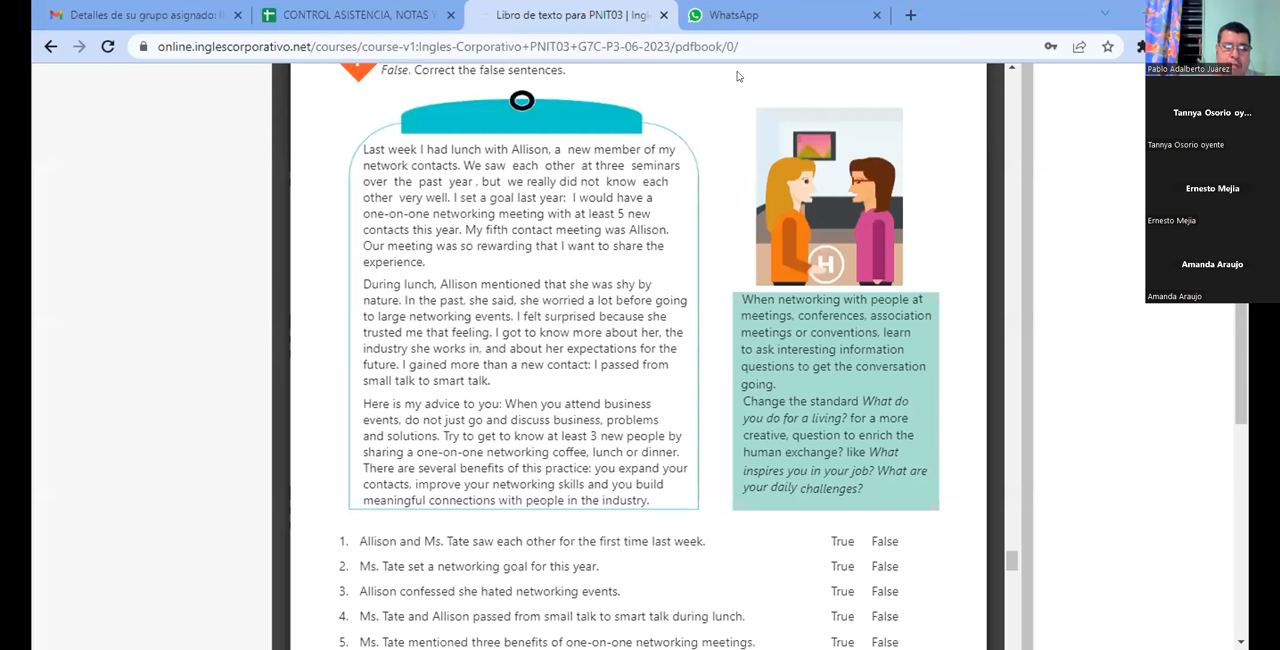 Detalles de su grupo asignado: I
CONTROL ASISTENCIA, NOTAS Y
Libro de texto para PNIT03 | Ingl
WhatsApp
online.inglescorporativo.net/courses/course-v1:Ingles-Corporativo+PNIT03+G7C-P3-06-2023/pdfbook/0/
False. Correct the false sentences.
Last week I had lunch with Allison, a new member of my
network contacts. We saw each other at three seminars
over the past year, but we really did not know each
other very well. I set a goal last year: I would have a
one-on-one networking meeting with at least 5 new
contacts this year. My fifth contact meeting was Allison.
Our meeting was so rewarding that I want to share the
experience.
During lunch, Allison mentioned that she was shy by
nature. In the past, she said, she worried a lot before going
to large networking events. I felt surprised because she
trusted me that feeling. I got to know more about her, the
industry she works in, and about her expectations for the
future. I gained more than a new contact: I passed from
small talk to smart talk.
Here is my advice to you: When you attend business
events, do not just go and discuss business, problems
and solutions. Try to get to know at least 3 new people by
sharing a one-on-one networking coffee, lunch or dinner.
There are several benefits of this practice: you expand your
contacts, improve your networking skills and you build
meaningful connections with people in the industry.
H
When networking with people at
meetings, conferences, association
meetings or conventions, learn
to ask interesting information
questions to get the conversation
going.
Change the standard What do
you do for a living? for a more
creative, question to enrich the
human exchange? like What
inspires you in your job? What are
your daily challenges?
1. Allison and Ms. Tate saw each other for the first time last week. True False
2. Ms. Tate set a networking goal for this year. True False
3. Allison confessed she hated networking events. True False
4. Ms. Tate and Allison passed from small talk to smart talk during lunch. True False
5. Ms. Tate mentioned three benefits of one-on-one networking meetings. True False
Pablo Adalberto Juárez
Tannya Osorio oy...
Tannya Osorio oyente
Ernesto Mejia
Ernesto Mejia
Amanda Araujo
Amanda Araujo